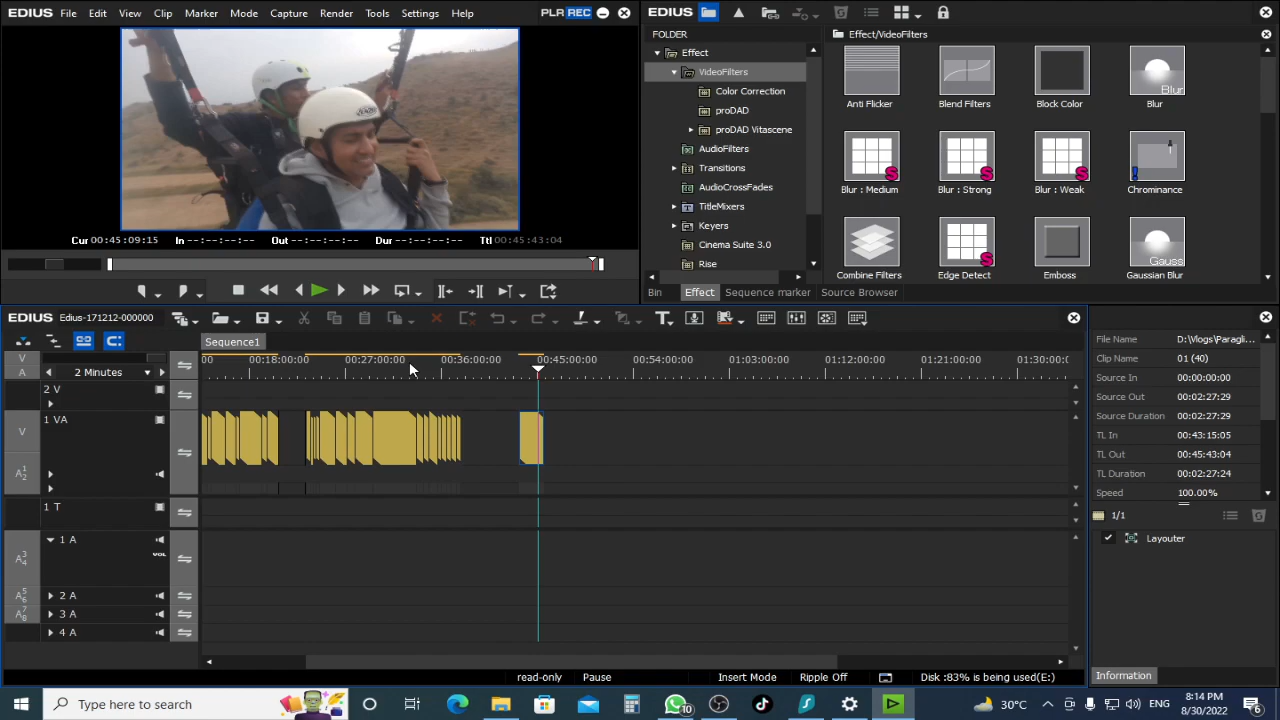 EDIUS File Edit View Clip Marker Mode Capture Render Tools Settings Help PLR REC
Cur 00:45:09:15 In --:--:--:-- Out --:--:--:-- Dur --:--:--:-- Ttl 00:45:43:04
EDIUS
FOLDER
Effect
VideoFilters
Color Correction
proDAD
proDAD Vitascene
AudioFilters
Transitions
AudioCrossFades
TitleMixers
Keyers
Cinema Suite 3.0
Rise
Effect/VideoFilters
Anti Flicker
Blend Filters
Block Color
Blur
Blur
Blur : Medium
Blur : Strong
Blur : Weak
Chrominance
Gauss
Combine Filters
Edge Detect
Emboss
Gaussian Blur
Bin Effect Sequence marker Source Browser
EDIUS Edius-171212-000000
Sequence1
V
A
2 Minutes
00 00:18:00:00 00:27:00:00 00:36:00:00 00:45:00:00 00:54:00:00 01:03:00:00 01:12:00:00 01:21:00:00 01:30:00:0(
2 V
V 1 VA
1 T
1 A
VOL
2 A
3 A
4 A
read-only Pause Insert Mode Ripple Off Disk :83% is being used(E:)
EDIUS
File Name D:\Vlogs\Paragli...
Clip Name 01 (40)
Source In 00:00:00:00
Source Out 00:02:27:29
Source Duration 00:02:27:29
TL In 00:43:15:05
TL Out 00:45:43:04
TL Duration 00:02:27:24
Speed 100.00%
1/1
Layouter
Information
Type here to search
10
30°C
ENG
8:14 PM
8/30/2022